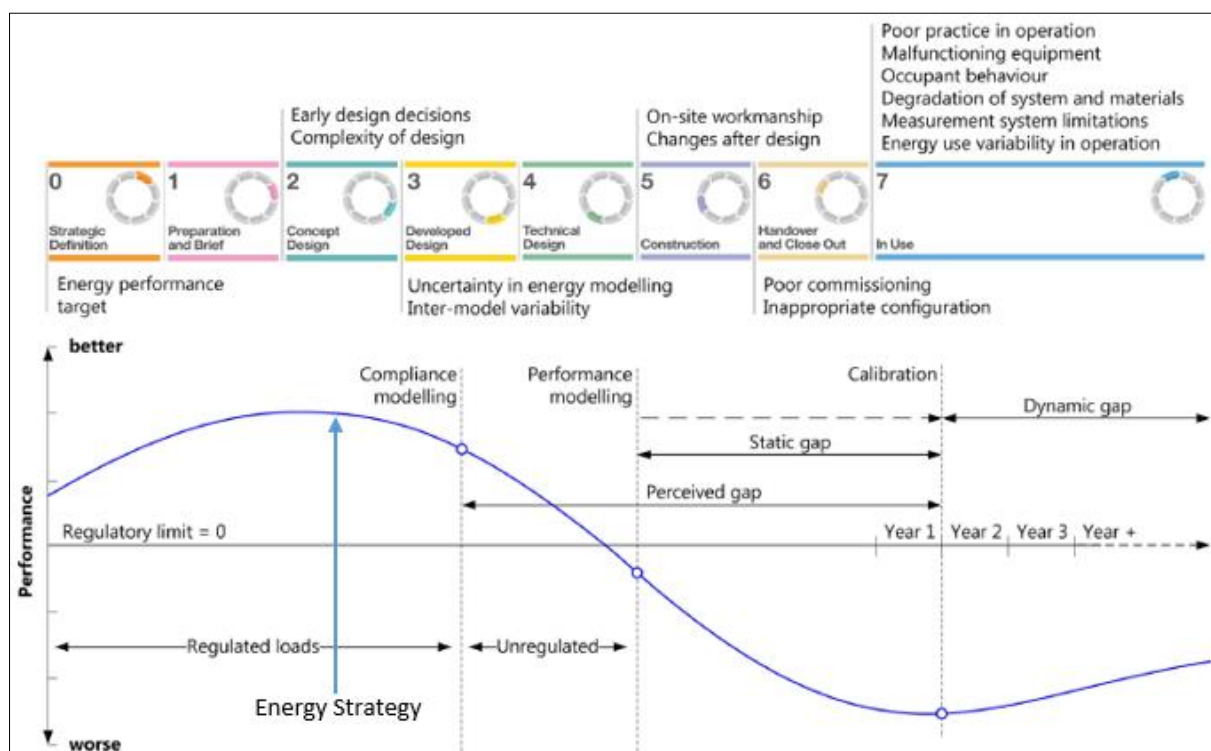 Poor practice in operation
Malfunctioning equipment
Occupant behaviour
Degradation of system and materials
Measurement system limitations
Energy use variability in operation
Early design decisions
Complexity of design
On-site workmanship
Changes after design
0
Strategic
Definition
1
Preparation
and Brief
2
Concept
Design
3
Developed
Design
4
Technical
Design
5
Construction
6
Handover
and Close Out
7
In Use
Energy performance
target
Uncertainty in energy modelling
Inter-model variability
Poor commissioning
Inappropriate configuration
better
Compliance
modelling
Performance
modelling
Calibration
Dynamic gap
Static gap
Perceived gap
Performance
Regulatory limit = 0
Year 1
Year 2
Year 3
Year +
Regulated loads
Unregulated
Energy Strategy
worse